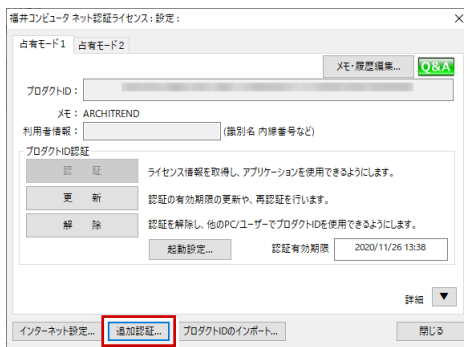 福井コンピュータ ネット認証ライセンス：設定：
占有モード1 占有モード2
メモ・履歴編集... Q&A
プロダクトID：
メモ： ARCHITREND
利用者情報： (識別名 内線番号など)
プロダクトID認証
認 証 ライセンス情報を取得し、アプリケーションを使用できるようにします。
更 新 認証の有効期限の更新や、再認証を行います。
解 除 認証を解除し、他のPC/ユーザーでプロダクトIDを使用できるようにします。
起動設定... 認証有効期限 2020/11/26 13:38
詳細 ▼
インターネット設定... 追加認証... プロダクトIDのインポート... 閉じる